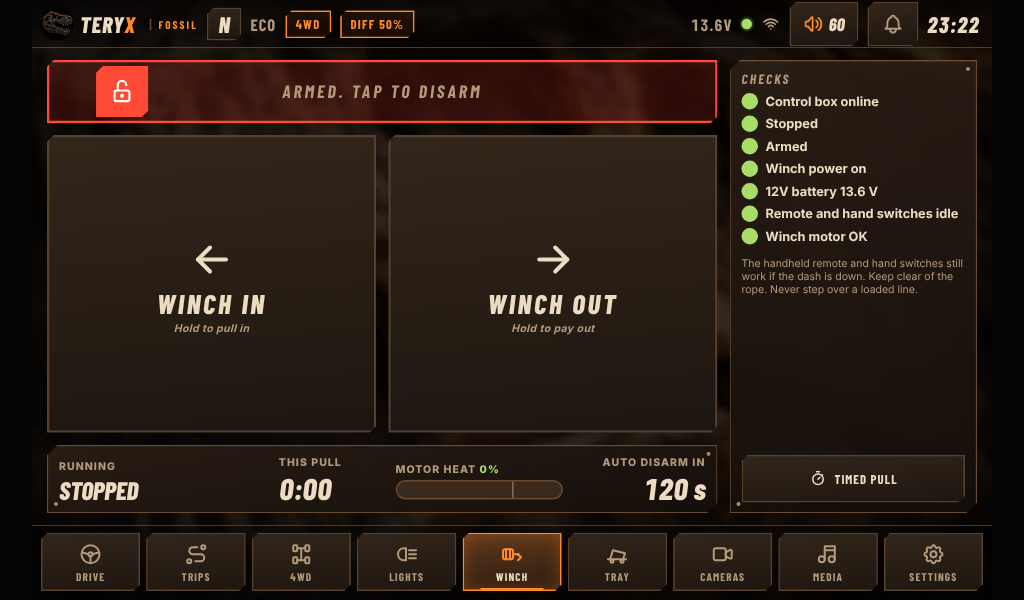 TERYX
FOSSIL
N
ECO
4WD
DIFF 50%
13.6V
60
23:22
ARMED. TAP TO DISARM
WINCH IN
Hold to pull in
WINCH OUT
Hold to pay out
RUNNING
STOPPED
THIS PULL
0:00
MOTOR HEAT 0%
AUTO DISARM IN
120 s
CHECKS
Control box online
Stopped
Armed
Winch power on
12V battery 13.6 V
Remote and hand switches idle
Winch motor OK
The handheld remote and hand switches still
work if the dash is down. Keep clear of the
rope. Never step over a loaded line.
TIMED PULL
DRIVE
TRIPS
4WD
LIGHTS
WINCH
TRAY
CAMERAS
MEDIA
SETTINGS